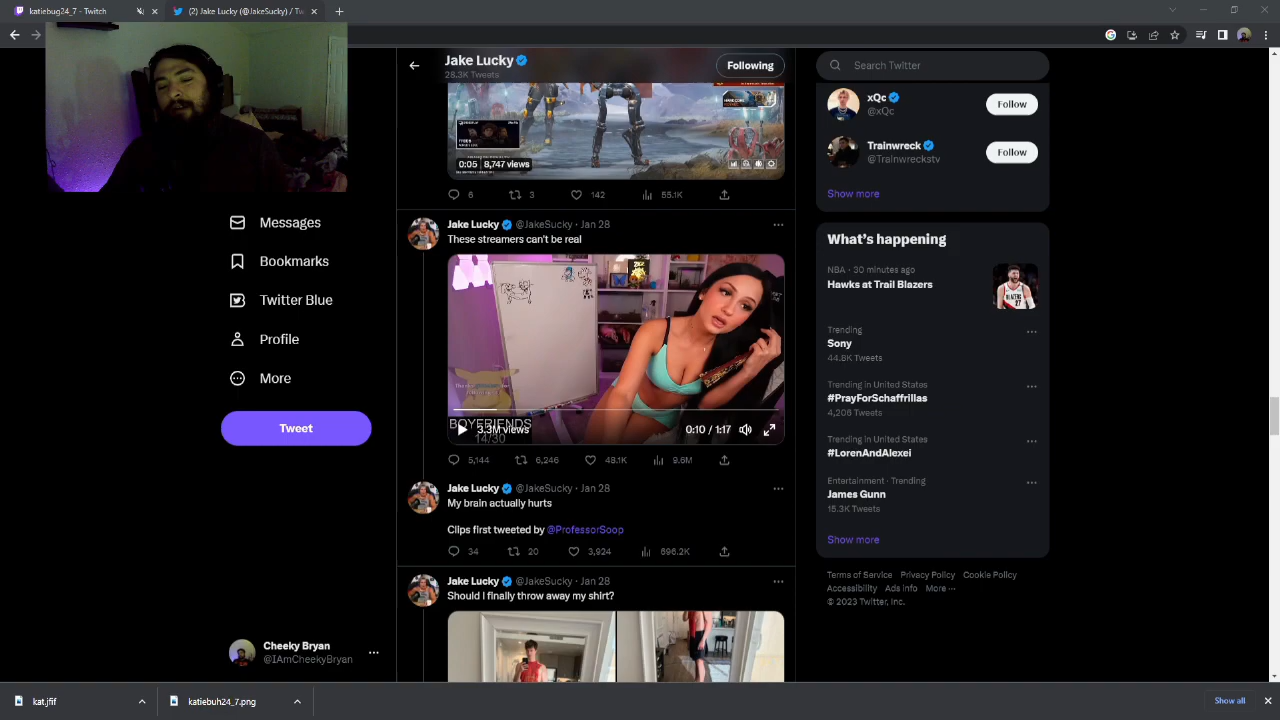 katiebug24_7 - Twitch
(2) Jake Lucky (@JakeSucky) / Tw
Jake Lucky
28.3K Tweets
Following
Search Twitter
0:05 8,747 views
6 3 142 55.1K
xQc
@xQc
Follow
Trainwreck
@Trainwreckstv
Follow
Show more
Messages
Bookmarks
Twitter Blue
Profile
More
Tweet
Jake Lucky @JakeSucky · Jan 28
These streamers can't be real
BOYFRIENDS
14/30
3.3M views
0:10 / 1:17
5,144 6,246 48.1K 9.6M
Jake Lucky @JakeSucky · Jan 28
My brain actually hurts
Clips first tweeted by @ProfessorSoop
34 20 3,924 696.2K
Jake Lucky @JakeSucky · Jan 28
Should I finally throw away my shirt?
What's happening
NBA · 30 minutes ago
Hawks at Trail Blazers
Trending
Sony
44.8K Tweets
Trending in United States
#PrayForSchaffrillas
4,206 Tweets
Trending in United States
#LorenAndAlexei
Entertainment · Trending
James Gunn
15.3K Tweets
Show more
Terms of Service Privacy Policy Cookie Policy
Accessibility Ads info More ···
© 2023 Twitter, Inc.
Cheeky Bryan
@IAmCheekyBryan
kat.jfif
katiebuh24_7.png
Show all